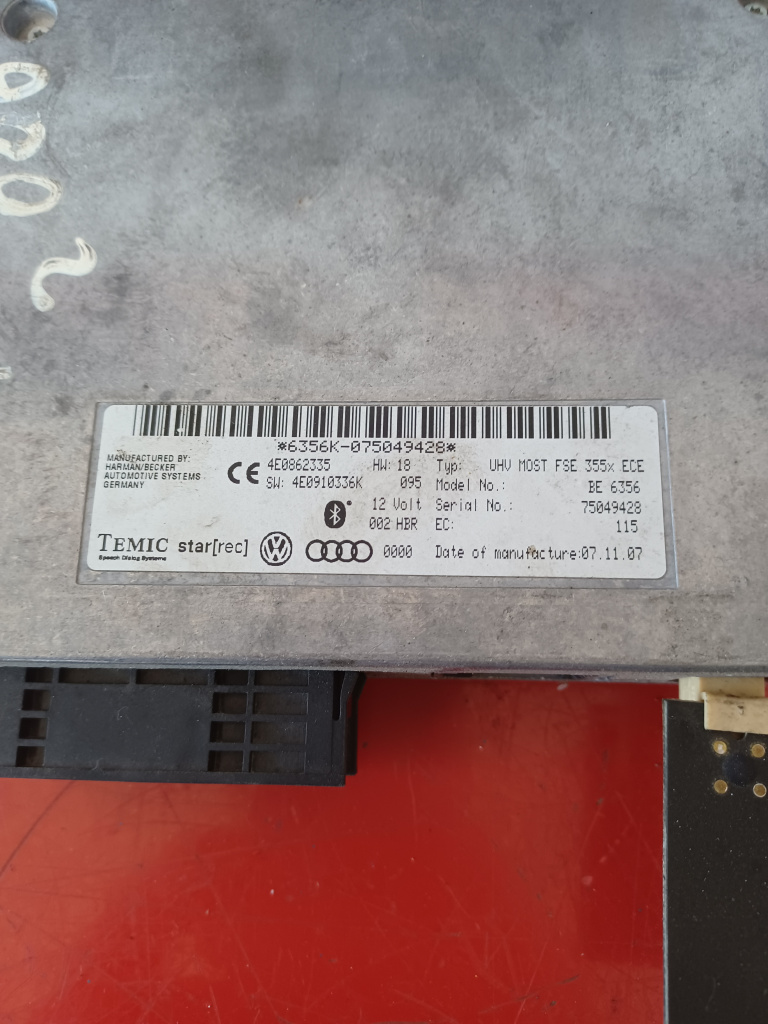 *6356K-075049428*
MANUFACTURED BY:
HARMAN/BECKER
AUTOMOTIVE SYSTEMS
GERMANY
CE 4E0862335 HW: 18 Typ: UHV MOST FSE 355x ECE
SW: 4E0910336K 095 Model No.: BE 6356
12 Volt Serial No.: 75049428
002 HBR EC: 115
TEMIC star[rec] 0000 Date of manufacture:07.11.07
Speech Dialog Systems